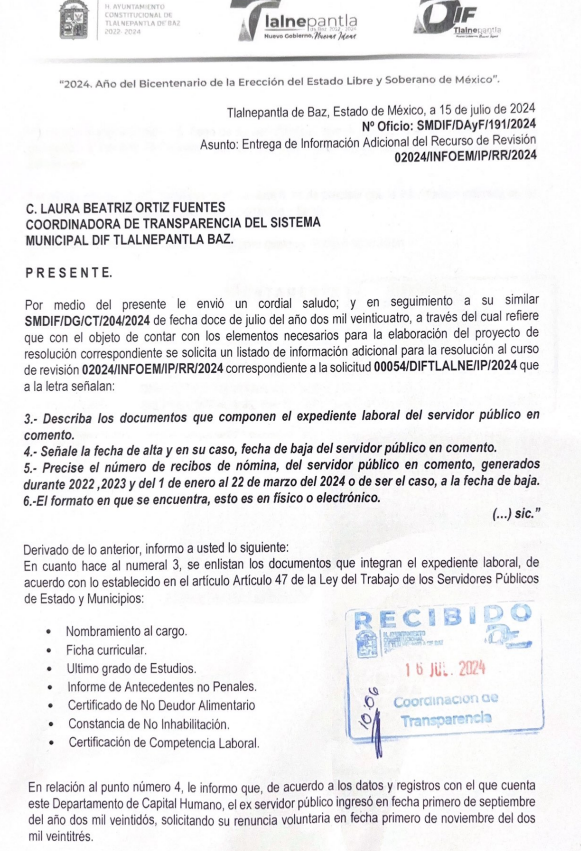 H. AYUNTAMIENTO
CONSTITUCIONAL DE
TLALNEPANTLA DE BAZ
2022-2024
Tlalnepantla
Nuevo Gobierno,
DIF
Tlalnepantla
"2024. Año del Bicentenario de la Erección del Estado Libre y Soberano de México".
Tlalnepantla de Baz, Estado de México, a 15 de julio de 2024
Nº Oficio: SMDIF/DAyF/191/2024
Asunto: Entrega de Información Adicional del Recurso de Revisión
02024/INFOEM/IP/RR/2024
C. LAURA BEATRIZ ORTIZ FUENTES
COORDINADORA DE TRANSPARENCIA DEL SISTEMA
MUNICIPAL DIF TLALNEPANTLA BAZ.
P R E S E N T E.
Por medio del presente le envió un cordial saludo; y en seguimiento a su similar
SMDIF/DG/CT/204/2024 de fecha doce de julio del año dos mil veinticuatro, a través del cual refiere
que con el objeto de contar con los elementos necesarios para la elaboración del proyecto de
resolución correspondiente se solicita un listado de información adicional para la resolución al curso
de revisión 02024/INFOEM/IP/RR/2024 correspondiente a la solicitud 00054/DIFTLALNE/IP/2024 que
a la letra señalan:
3.- Describa los documentos que componen el expediente laboral del servidor público en
comento.
4.- Señale la fecha de alta y en su caso, fecha de baja del servidor público en comento.
5.- Precise el número de recibos de nómina, del servidor público en comento, generados
durante 2022 ,2023 y del 1 de enero al 22 de marzo del 2024 o de ser el caso, a la fecha de baja.
6.-El formato en que se encuentra, esto es en físico o electrónico.
(...) sic."
Derivado de lo anterior, informo a usted lo siguiente:
En cuanto hace al numeral 3, se enlistan los documentos que integran el expediente laboral, de
acuerdo con lo establecido en el artículo Artículo 47 de la Ley del Trabajo de los Servidores Públicos
de Estado y Municipios:
• Nombramiento al cargo.
• Ficha curricular.
• Ultimo grado de Estudios.
• Informe de Antecedentes no Penales.
• Certificado de No Deudor Alimentario
• Constancia de No Inhabilitación.
• Certificación de Competencia Laboral.
RECIBIDO
16 JUL. 2024
10:06
Coordinacion de
Transparencia
En relación al punto número 4, le informo que, de acuerdo a los datos y registros con el que cuenta
este Departamento de Capital Humano, el ex servidor público ingresó en fecha primero de septiembre
del año dos mil veintidós, solicitando su renuncia voluntaria en fecha primero de noviembre del dos
mil veintitrés.